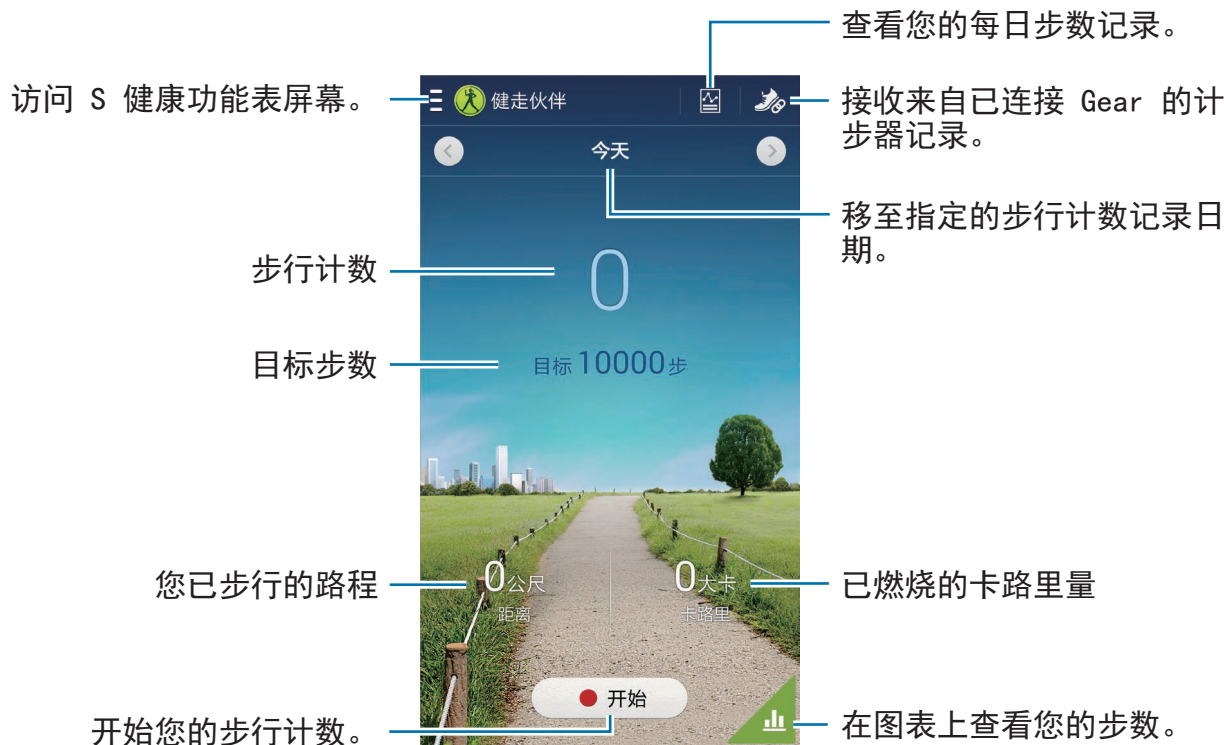 查看您的每日步数记录。
访问 S 健康功能表屏幕。
健走伙伴
接收来自已连接 Gear 的计
步器记录。
今天
移至指定的步行计数记录日
期。
步行计数
0
目标步数
目标 10000 步
您已步行的路程
0公尺
距离
0大卡
卡路里
已燃烧的卡路里量
开始
开始您的步行计数。
在图表上查看您的步数。